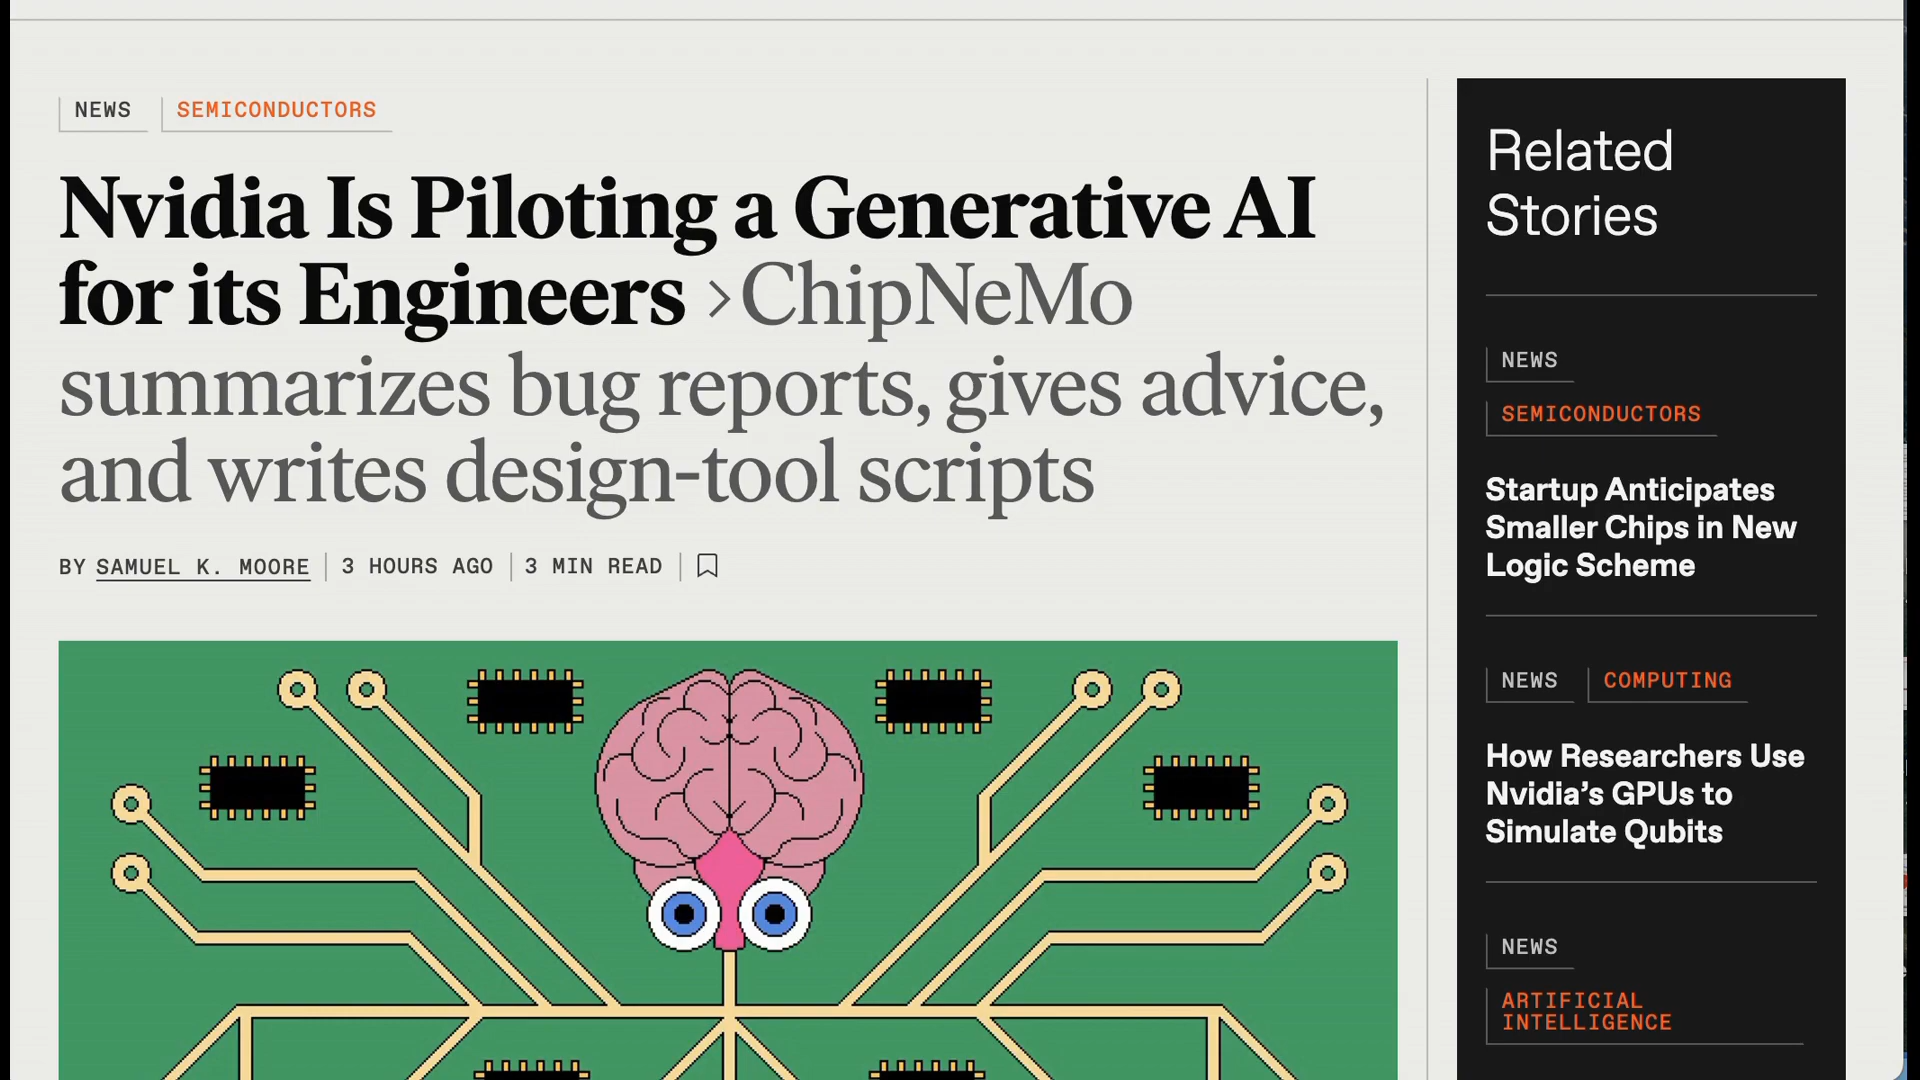 NEWS SEMICONDUCTORS
Nvidia Is Piloting a Generative AI
for its Engineers › ChipNeMo
summarizes bug reports, gives advice,
and writes design-tool scripts
BY SAMUEL K. MOORE 3 HOURS AGO 3 MIN READ
Related
Stories
NEWS
SEMICONDUCTORS
Startup Anticipates
Smaller Chips in New
Logic Scheme
NEWS COMPUTING
How Researchers Use
Nvidia’s GPUs to
Simulate Qubits
NEWS
ARTIFICIAL
INTELLIGENCE